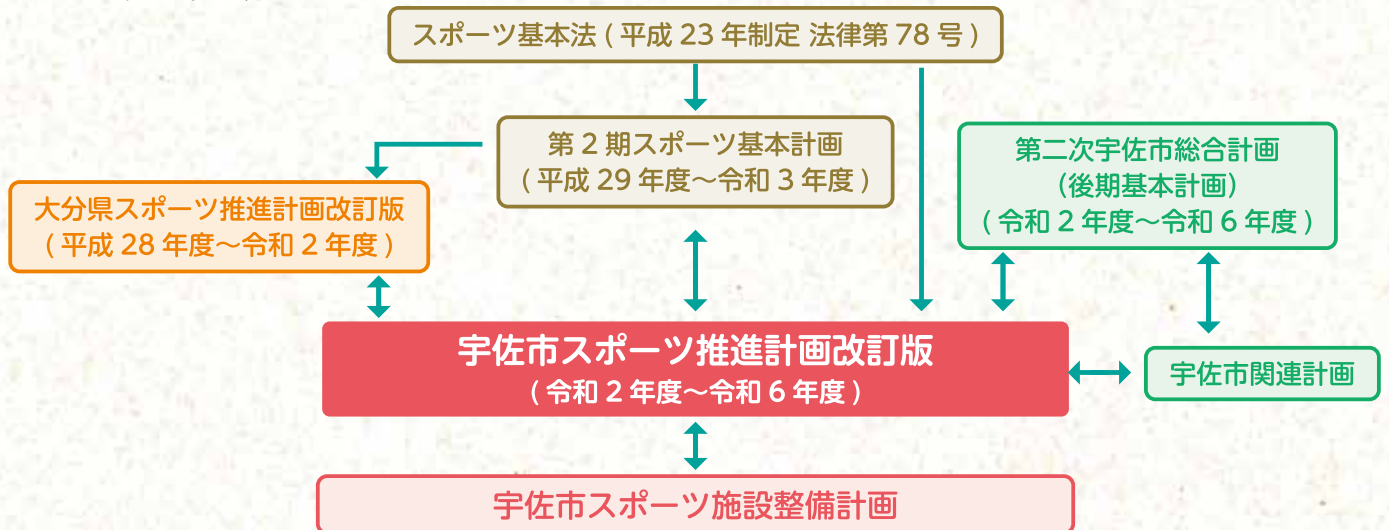 スポーツ基本法 ( 平成 23 年制定 法律第 78 号 )
第 2 期スポーツ基本計画
( 平成 29 年度～令和 3 年度 )
第二次宇佐市総合計画
（後期基本計画）
( 令和 2 年度～令和 6 年度 )
大分県スポーツ推進計画改訂版
( 平成 28 年度～令和 2 年度 )
宇佐市スポーツ推進計画改訂版
( 令和 2 年度～令和 6 年度 )
宇佐市関連計画
宇佐市スポーツ施設整備計画